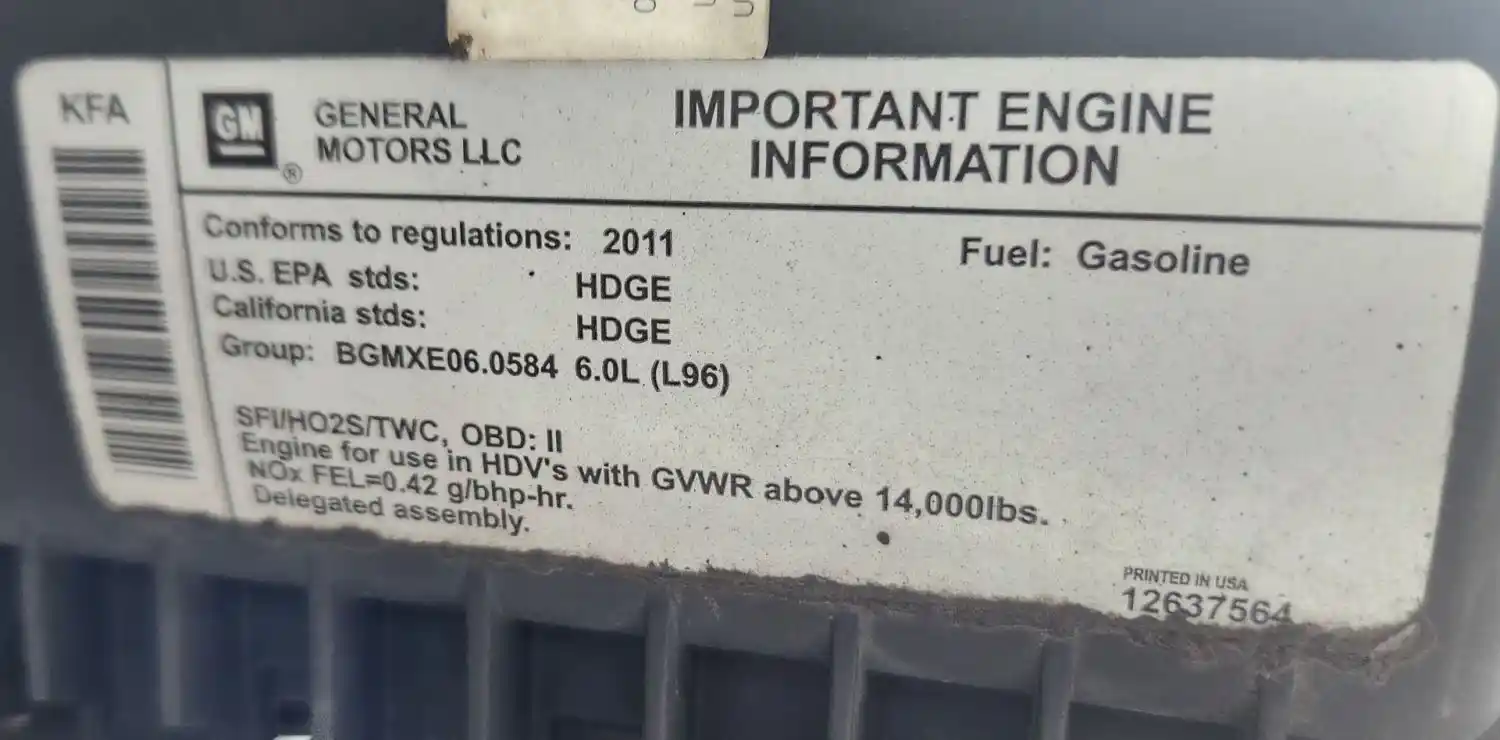 KFA
GM
®
GENERAL
MOTORS LLC
IMPORTANT ENGINE
INFORMATION
Conforms to regulations: 2011
Fuel: Gasoline
U.S. EPA stds: HDGE
California stds: HDGE
Group: BGMXE06.0584 6.0L (L96)
SFI/HO2S/TWC, OBD: II
Engine for use in HDV's with GVWR above 14,000lbs.
NOx FEL=0.42 g/bhp-hr.
Delegated assembly.
PRINTED IN USA
12637564